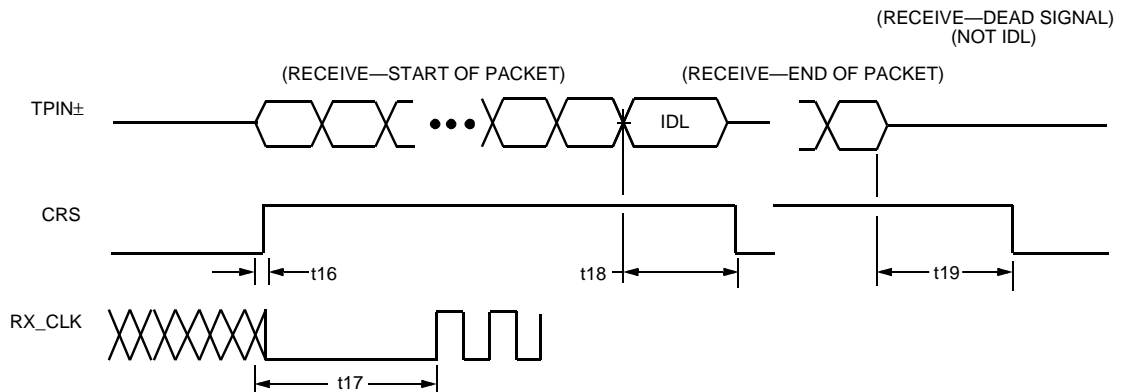 (RECEIVE—DEAD SIGNAL)
(NOT IDL)
(RECEIVE—START OF PACKET)
(RECEIVE—END OF PACKET)
TPIN±
IDL
CRS
t16
t18
t19
RX_CLK
t17